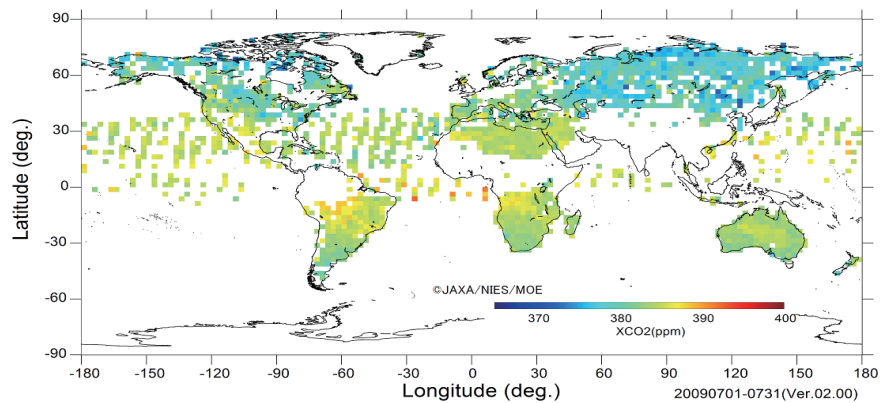 90
60
30
0
-30
-60
-90
Latitude (deg.)
©JAXA/NIES/MOE
370 380 390 400
XCO2(ppm)
-180 -150 -120 -90 -60 -30 0 30 60 90 120 150 180
Longitude (deg.)
20090701-0731(Ver.02.00)